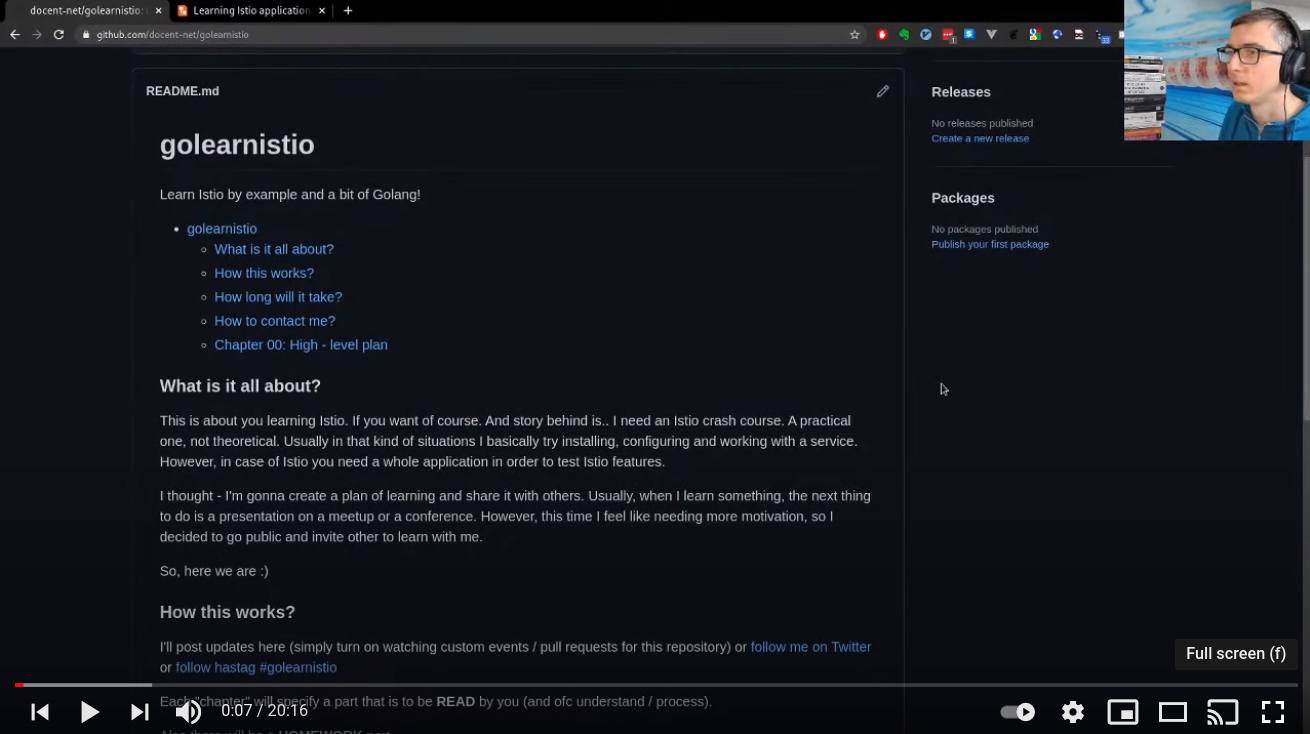 docent-net/golearnistio:
Learning Istio application
github.com/docent-net/golearnistio
README.md
golearnistio
Learn Istio by example and a bit of Golang!
golearnistio
What is it all about?
How this works?
How long will it take?
How to contact me?
Chapter 00: High - level plan
What is it all about?
This is about you learning Istio. If you want of course. And story behind is.. I need an Istio crash course. A practical
one, not theoretical. Usually in that kind of situations I basically try installing, configuring and working with a service.
However, in case of Istio you need a whole application in order to test Istio features.
I thought - I'm gonna create a plan of learning and share it with others. Usually, when I learn something, the next thing
to do is a presentation on a meetup or a conference. However, this time I feel like needing more motivation, so I
decided to go public and invite other to learn with me.
So, here we are :)
How this works?
I'll post updates here (simply turn on watching custom events / pull requests for this repository) or follow me on Twitter
or follow hastag #golearnistio
Each "chapter" will specify a part that is to be READ by you (and ofc understand / process).
Also there will be a HOMEWORK part
Releases
No releases published
Create a new release
Packages
No packages published
Publish your first package
Full screen (f)
0:07 / 20:16